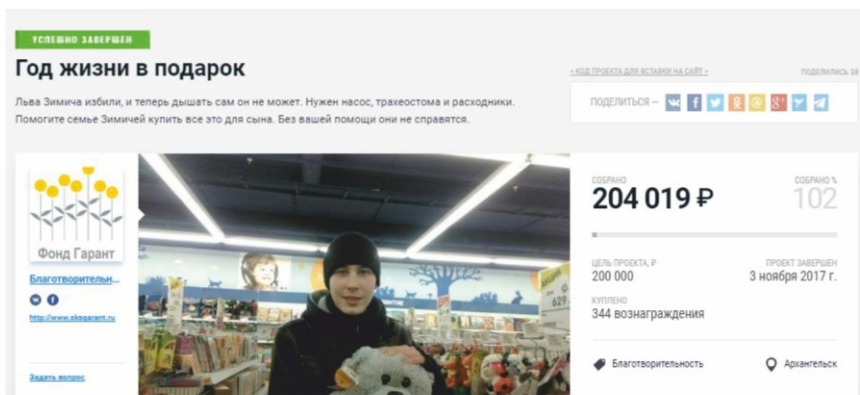 УСПЕШНО ЗАВЕРШЕН
Год жизни в подарок
Льва Зимича избили, и теперь дышать сам он не может. Нужен насос, трахеостома и расходники.
Помогите семье Зимичей купить все это для сына. Без вашей помощи они не справятся.
< КОД ПРОЕКТА ДЛЯ ВСТАВКИ НА САЙТ >
ПОДЕЛИЛИСЬ 38
ПОДЕЛИТЬСЯ –
Фонд Гарант
Благотворительн...
http://www.sksgarant.ru
Задать вопрос
629
СОБРАНО
204 019 ₽
СОБРАНО %
102
ЦЕЛЬ ПРОЕКТА, ₽
200 000
ПРОЕКТ ЗАВЕРШЕН
3 ноября 2017 г.
КУПЛЕНО
344 вознаграждения
Благотворительность
Архангельск